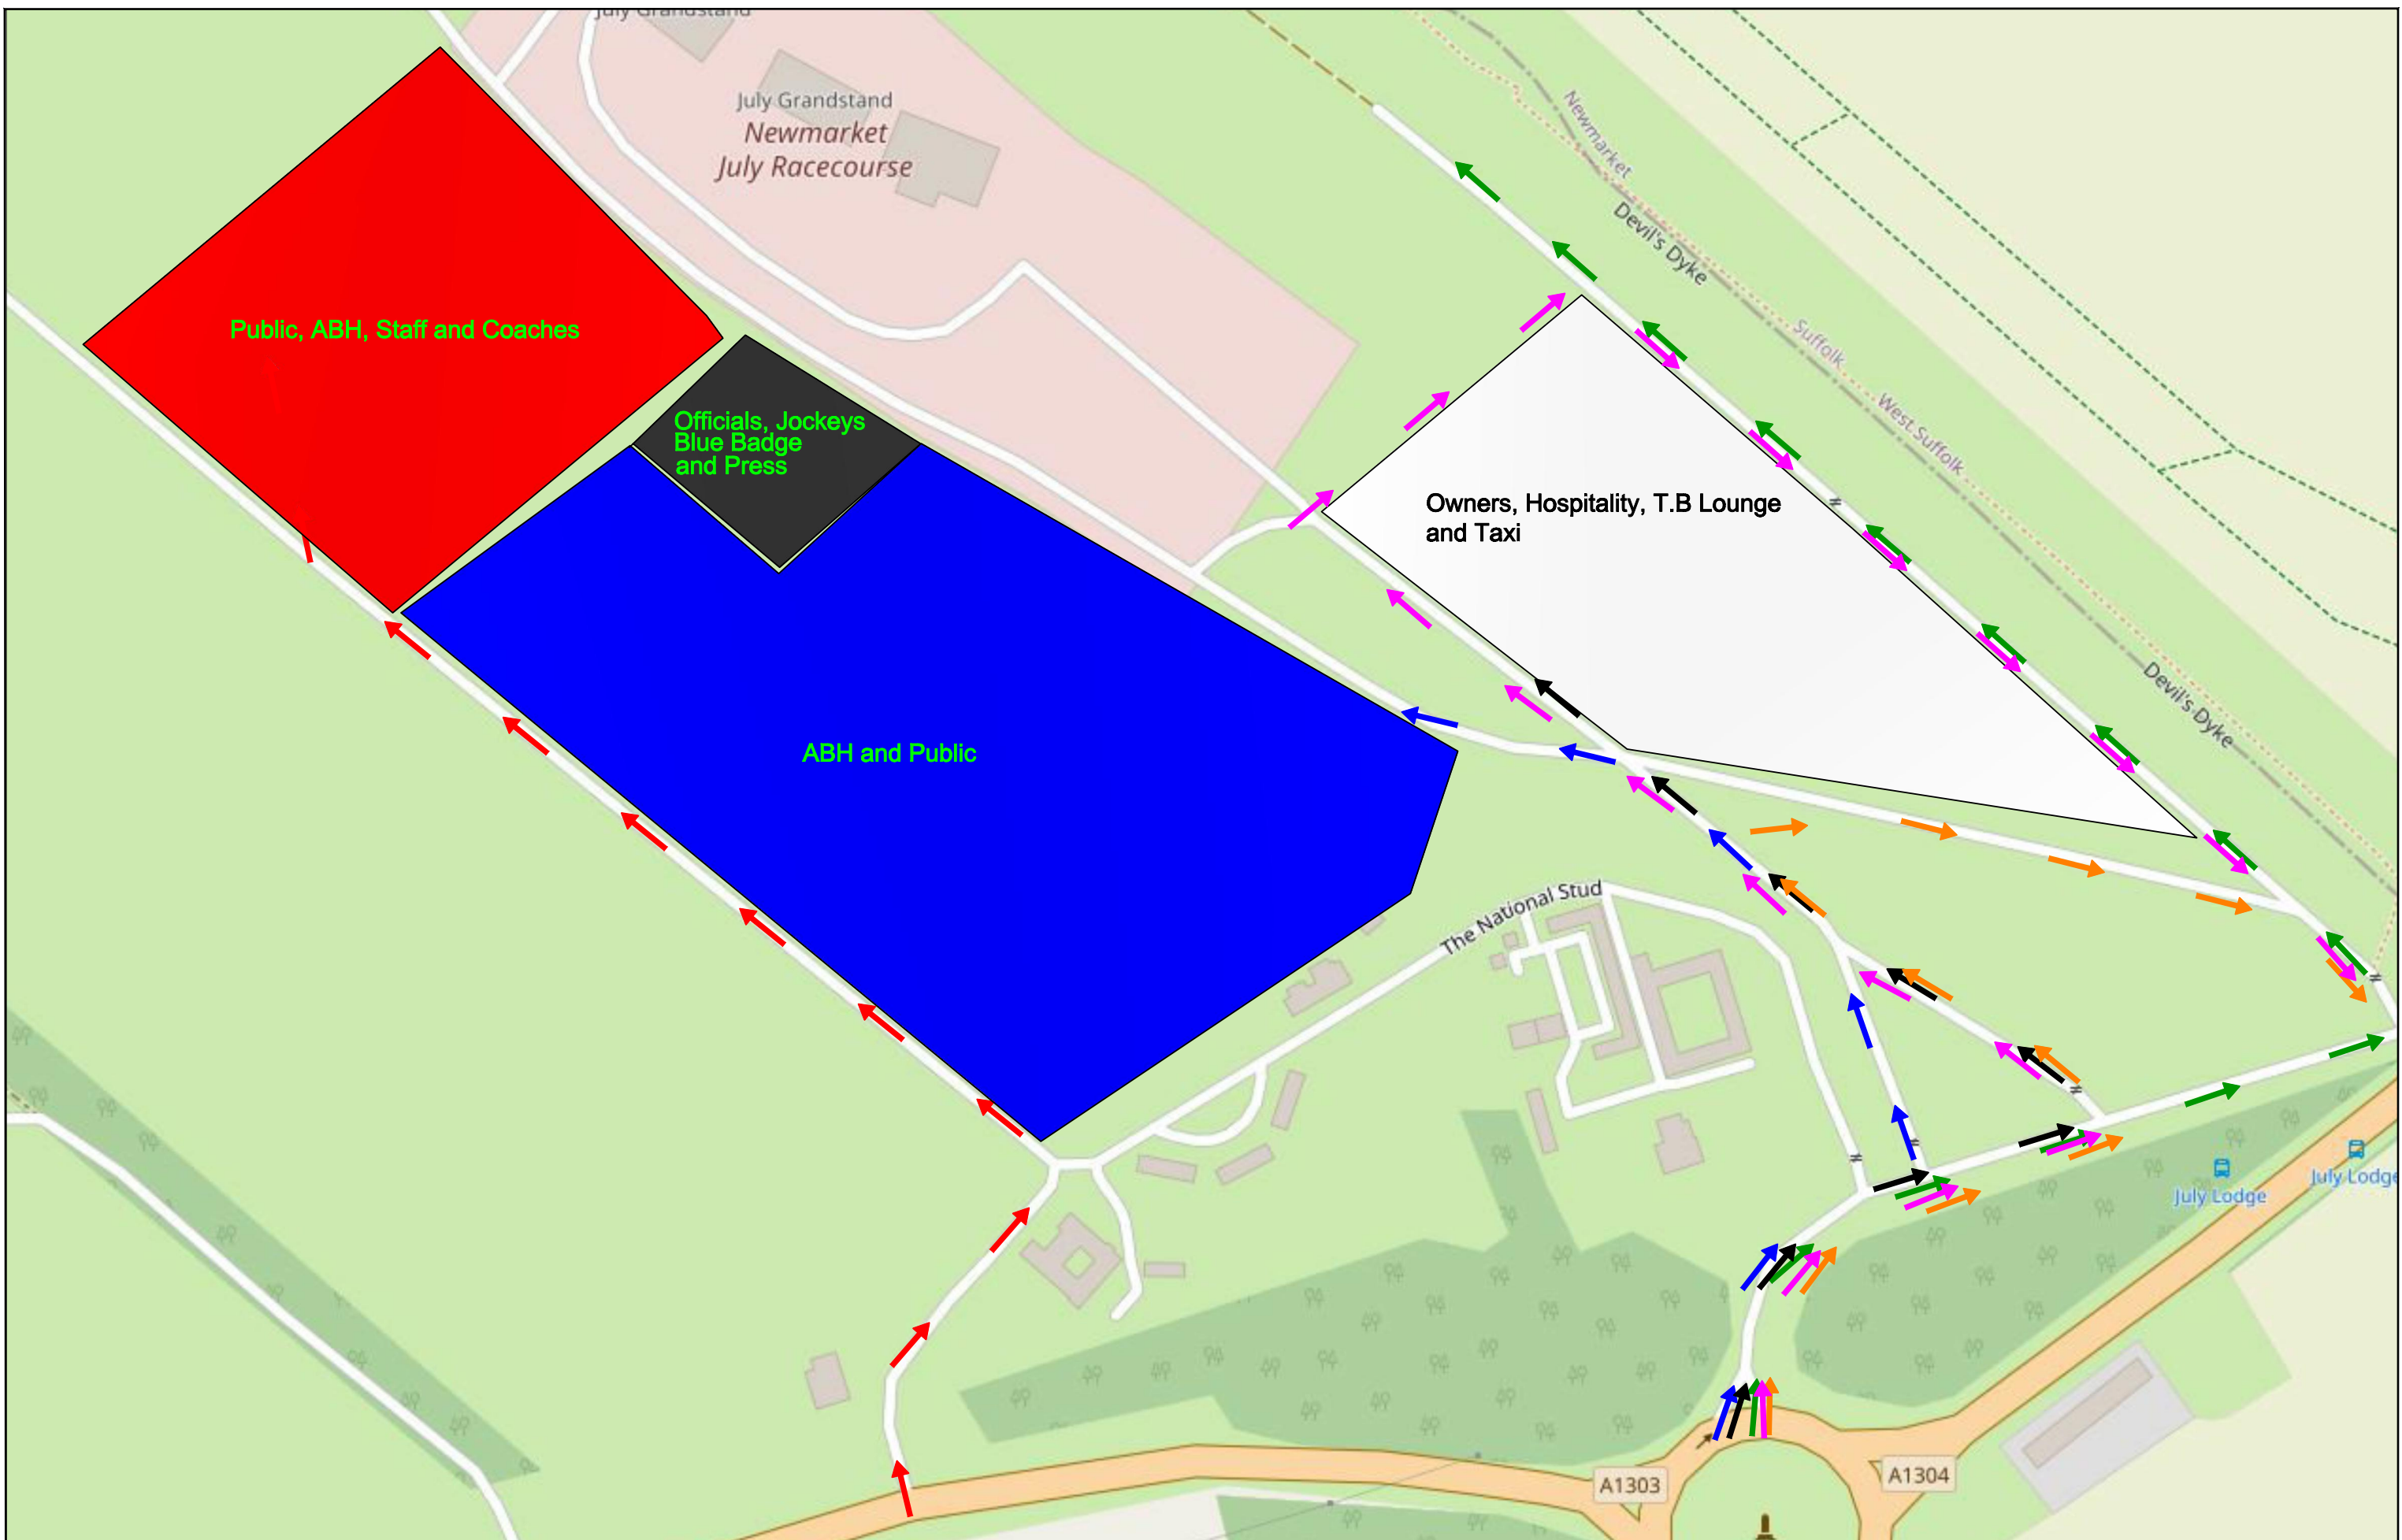 July Grandstand
July Grandstand
Newmarket
July Racecourse
Newmarket
Devil's Dyke
Suffolk
West Suffolk
Devil's Dyke
Public, ABH, Staff and Coaches
Officials, Jockeys
Blue Badge
and Press
Owners, Hospitality, T.B Lounge
and Taxi
ABH and Public
The National Stud
July Lodge
July Lodge
A1303
A1304